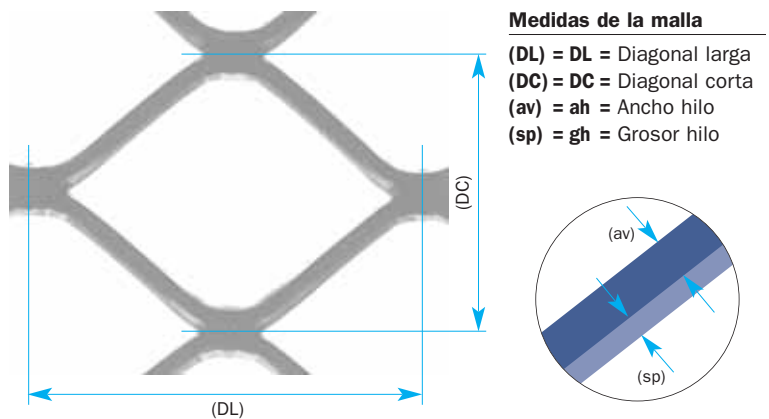 Medidas de la malla
(DL) = DL = Diagonal larga
(DC) = DC = Diagonal corta
(av) = ah = Ancho hilo
(sp) = gh = Grosor hilo
(DC)
(DL)
(av)
(sp)